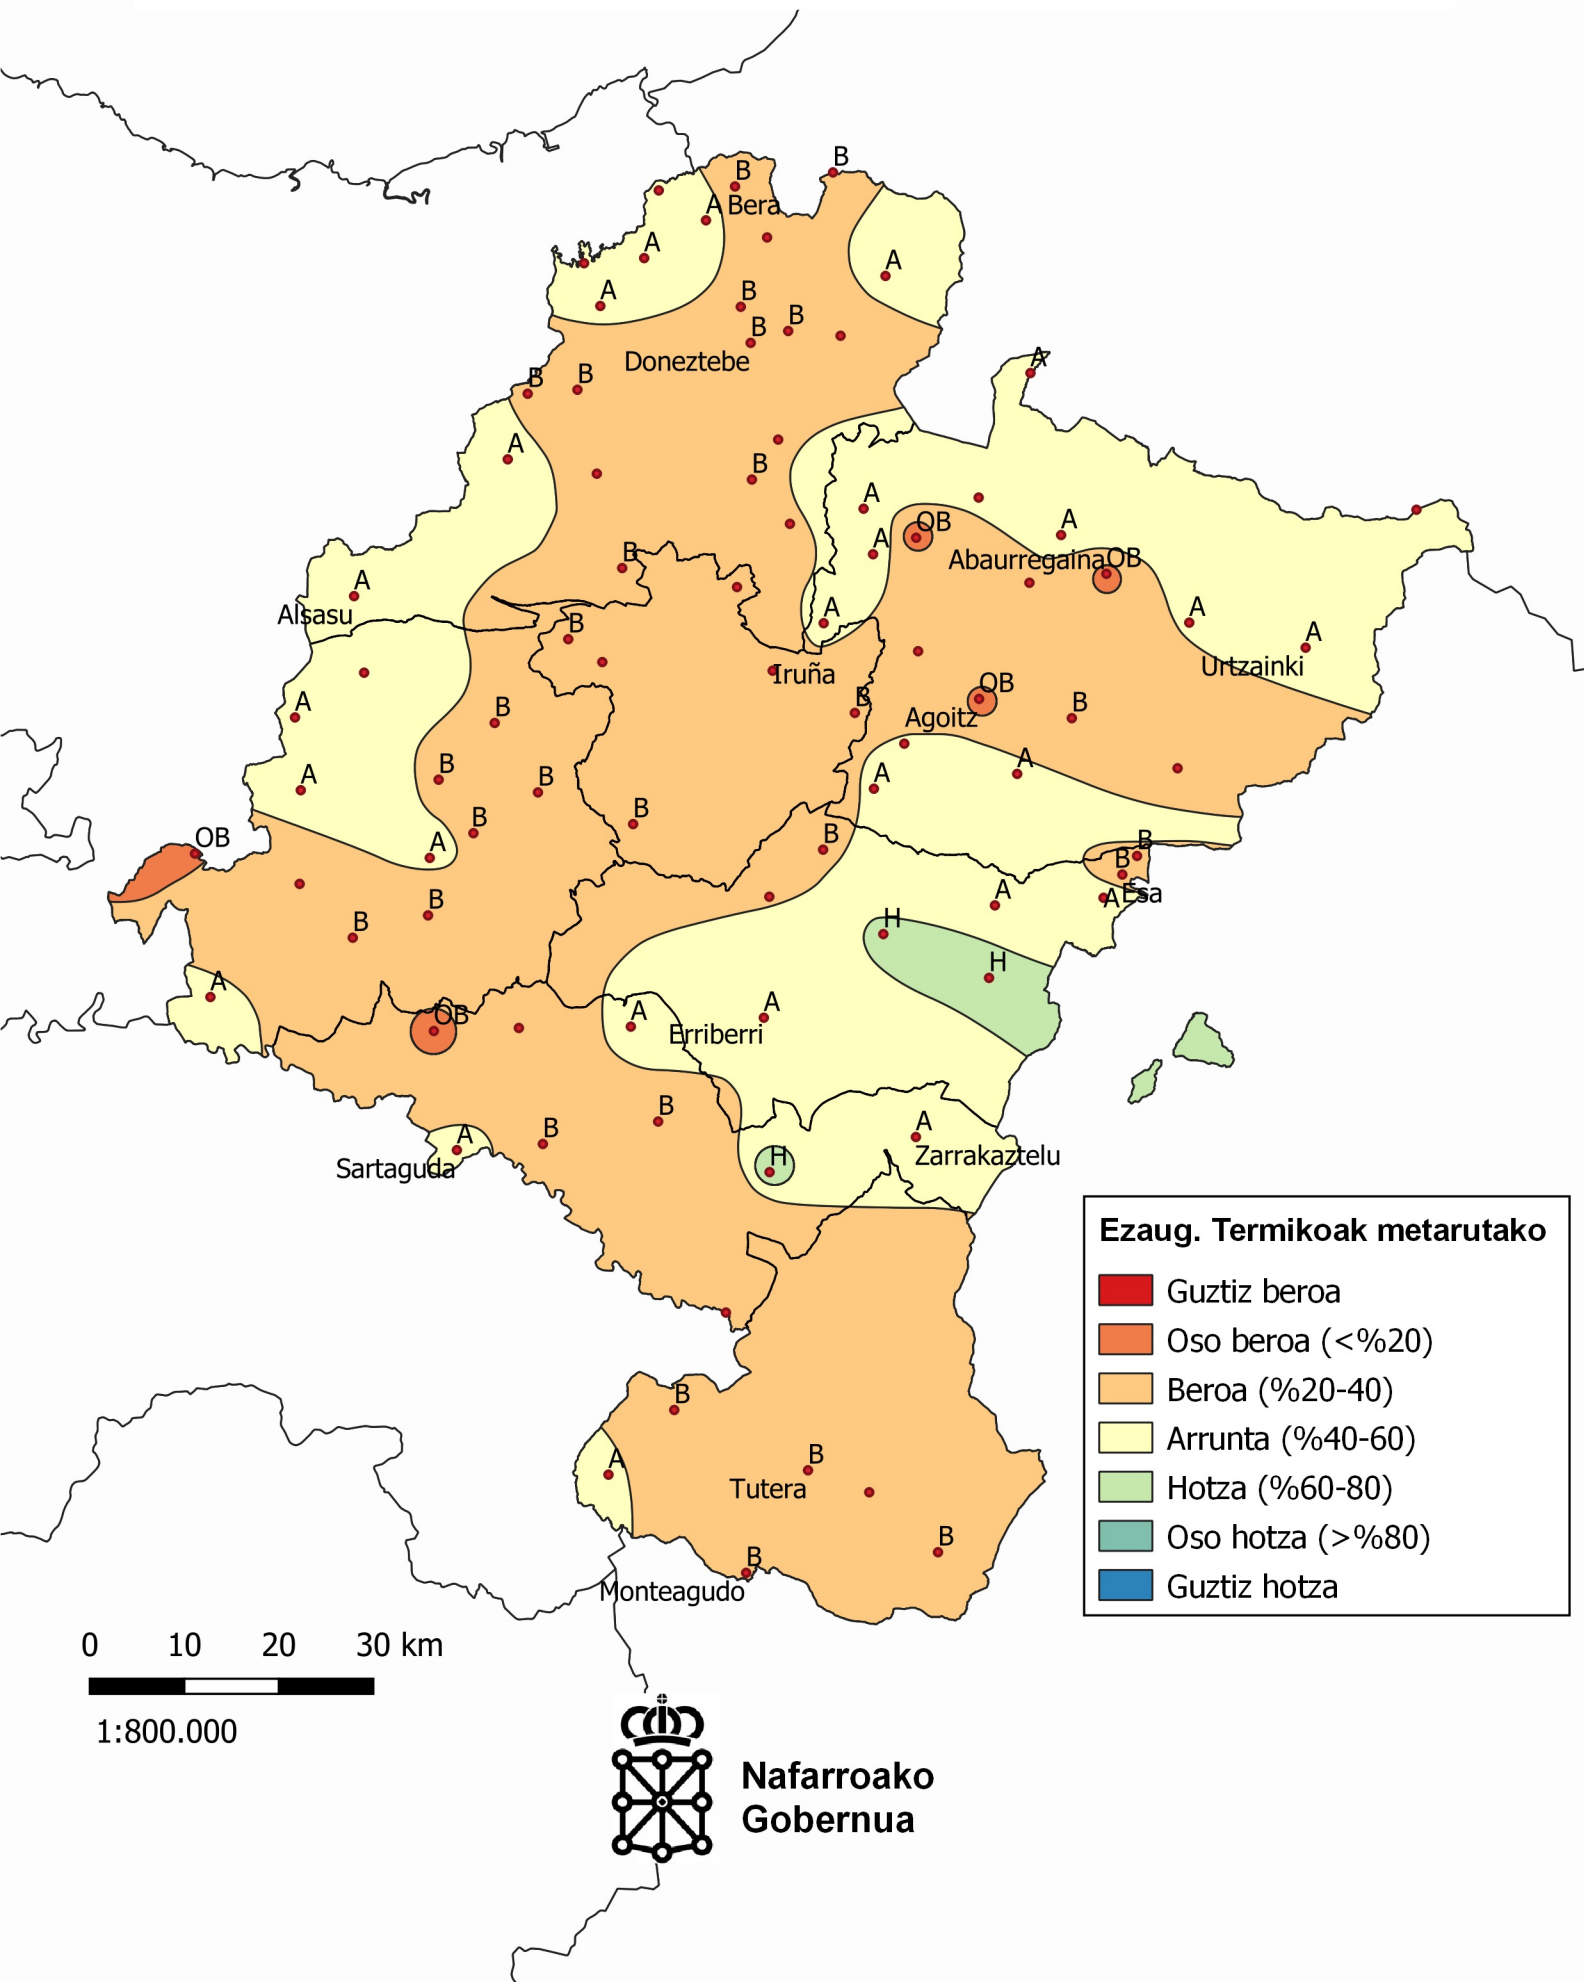 B
B
A Bera
A
A
A
B
B
B
Doneztebe
A
B
B
A
B
A
OB
A
A
B
Abaurregaina
OB
A
Alsasu
A
A
B
A
Urtzainki
Iruña
OB
A
B
B
B
Agoitz
B
A
A
A
B
B
B
B
OB
A
B
B
B
Esa
A
A
B
B
H
H
A
A
A
OB
Erriberri
B
A
Zarrakaztelu
B
A
H
Sartaguda
Ezaug. Termikoak metarutako
Guztiz beroa
Oso beroa (<%20)
Beroa (%20-40)
Arrunta (%40-60)
Hotza (%60-80)
Oso hotza (>%80)
Guztiz hotza
B
A
B
Tutera
B
B
Monteagudo
0 10 20 30 km
1:800.000
Nafarroako
Gobernua